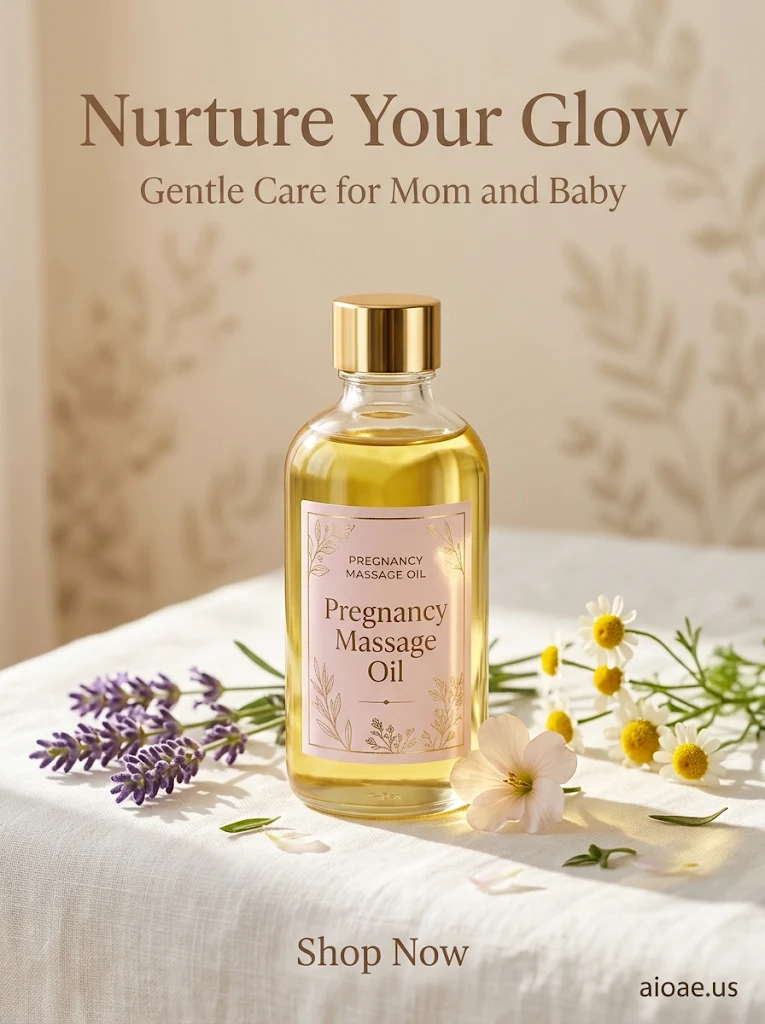 Nurture Your Glow
Gentle Care for Mom and Baby
PREGNANCY
MASSAGE OIL
Pregnancy
Massage
Oil
Shop Now
aioae.us